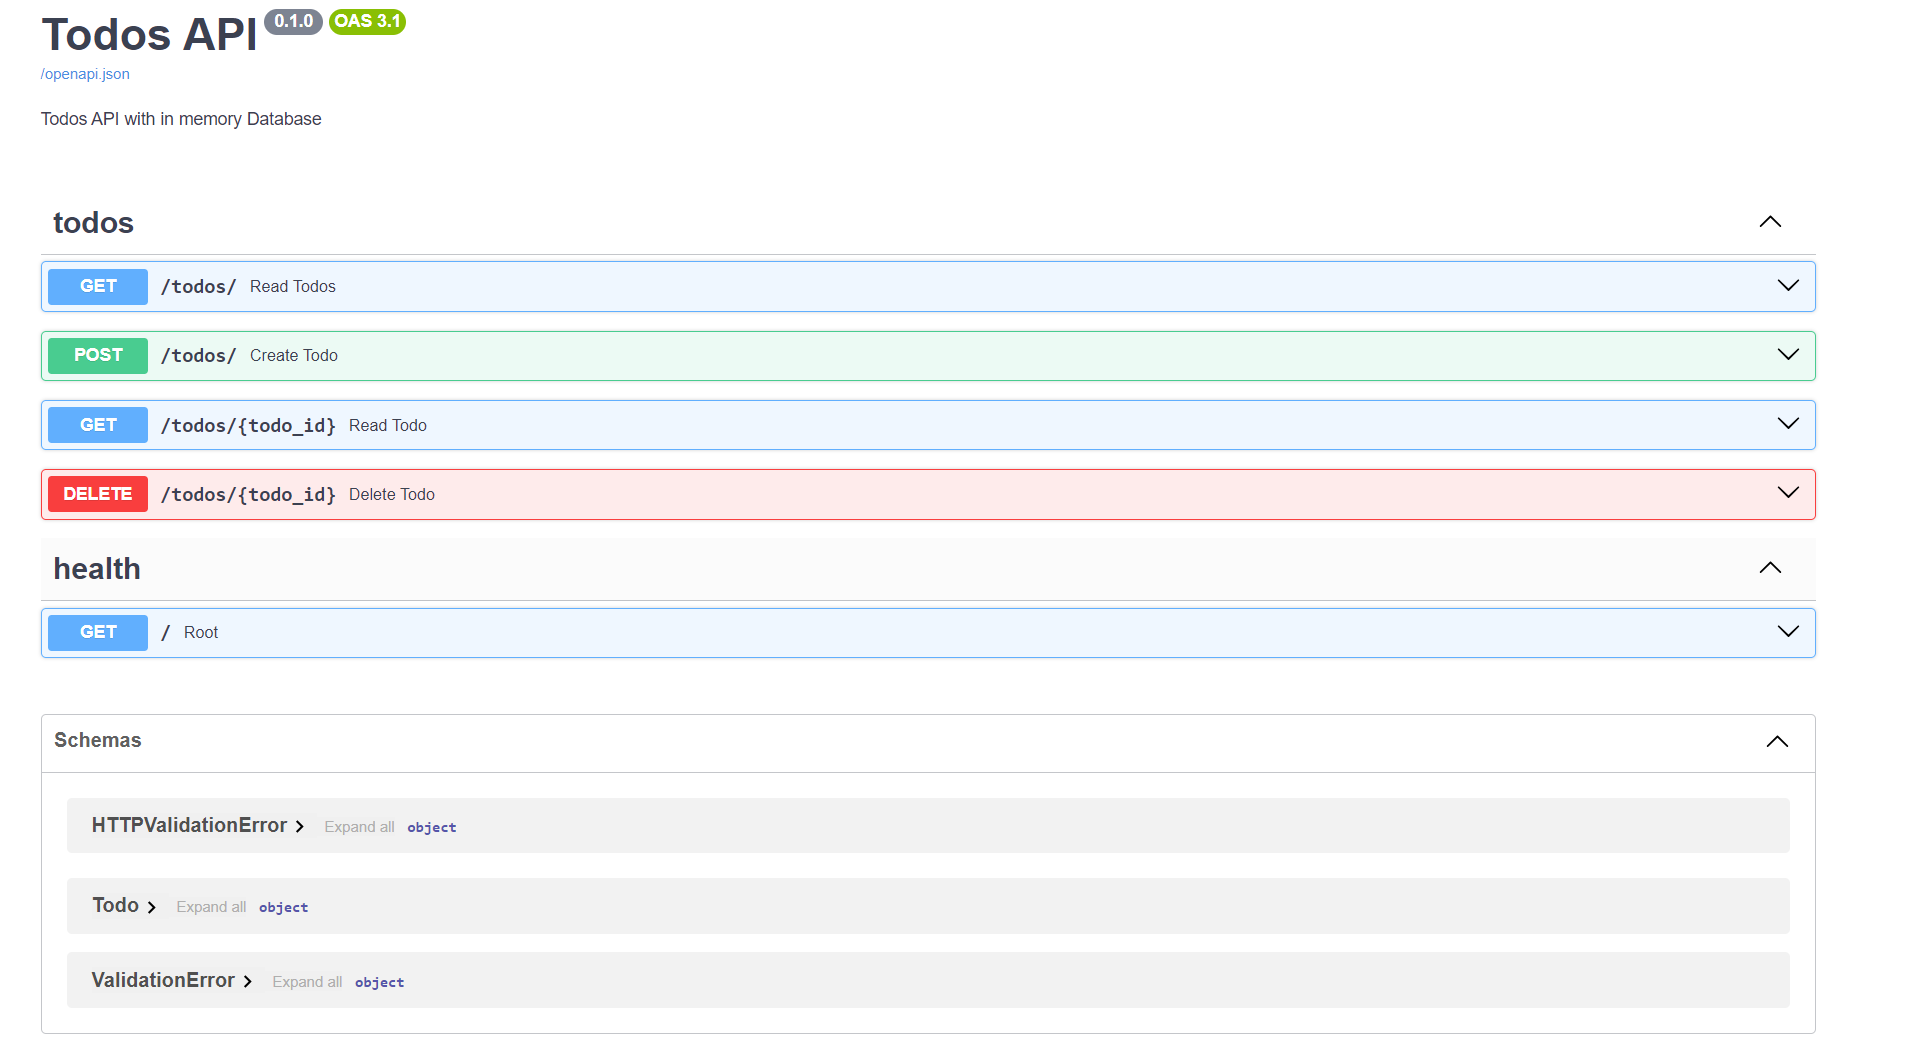 Todos API 0.1.0 OAS 3.1
/openapi.json
Todos API with in memory Database
todos
GET /todos/ Read Todos
POST /todos/ Create Todo
GET /todos/{todo_id} Read Todo
DELETE /todos/{todo_id} Delete Todo
health
GET / Root
Schemas
HTTPValidationError Expand all object
Todo Expand all object
ValidationError Expand all object